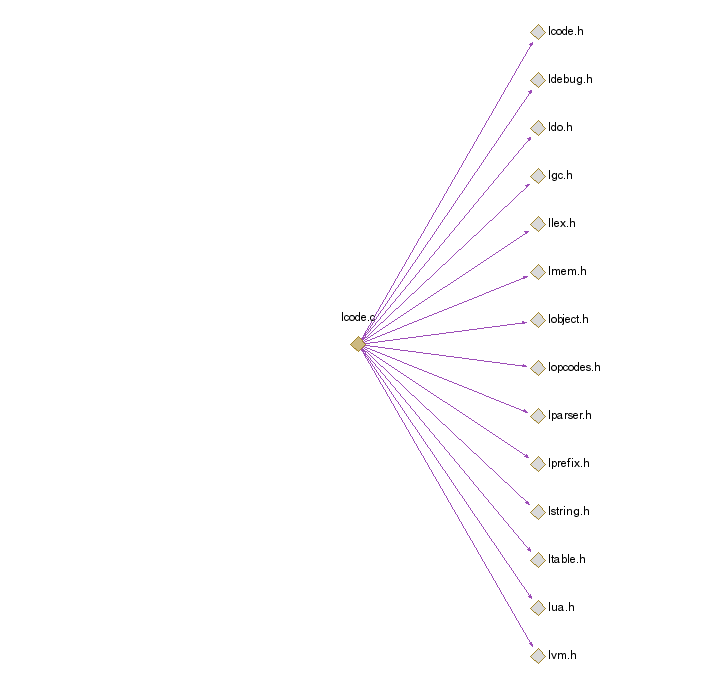 lcode.h
ldebug.h
ldo.h
lgc.h
llex.h
lmem.h
lcode.c
lobject.h
lopcodes.h
lparser.h
lprefix.h
lstring.h
ltable.h
lua.h
lvm.h